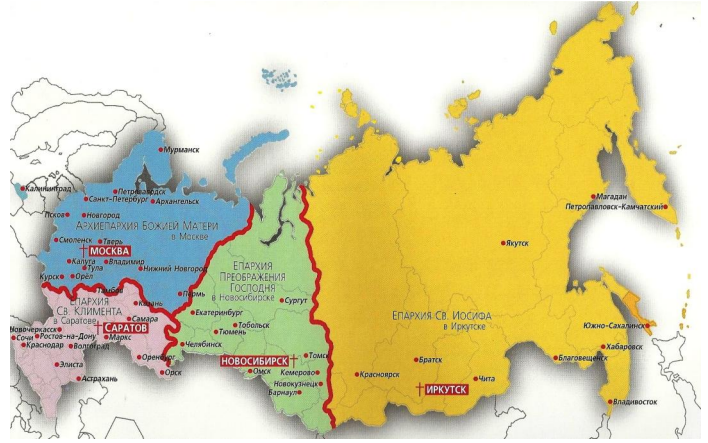 Мурманск
Калининград
Петрозаводск
Санкт-Петербург
Архангельск
Псков
Новгород
Архиепархия Божией Матери
в Москве
Смоленск
Тверь
МОСКВА
Калуга
Владимир
Тула
Нижний Новгород
Курск
Орёл
Тамбов
Казань
Пермь
Епархия
Св. Климента
в Саратове
Самара
САРАТОВ
Новочеркасск
Сочи
Ростов-на-Дону
Маркс
Краснодар
Волгоград
Оренбург
Элиста
Орск
Астрахань
Епархия
Преображения
Господня
в Новосибирске
Сургут
Екатеринбург
Тобольск
Тюмень
Челябинск
НОВОСИБИРСК
Томск
Омск
Кемерово
Новокузнецк
Барнаул
Епархия Св. Иосифа
в Иркутске
Магадан
Петропавловск-Камчатский
Якутск
Южно-Сахалинск
Хабаровск
Братск
Благовещенск
Красноярск
Чита
ИРКУТСК
Владивосток